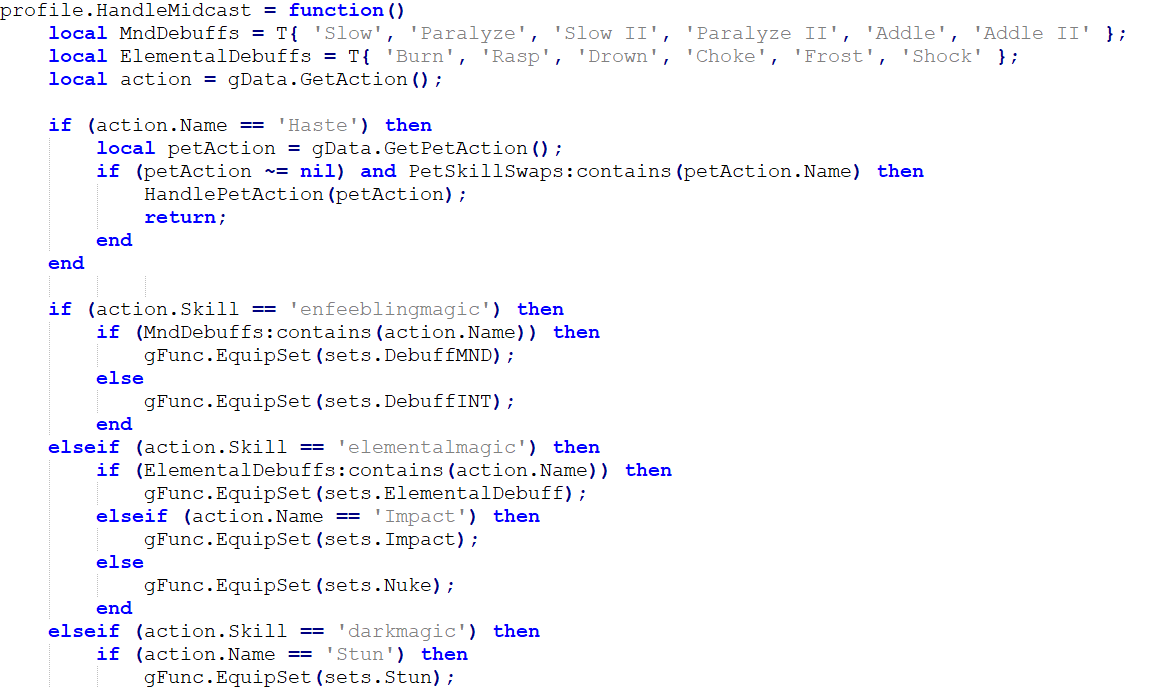 profile.HandleMidcast = function()
    local MndDebuffs = T{ 'Slow', 'Paralyze', 'Slow II', 'Paralyze II', 'Addle', 'Addle II' };
    local ElementalDebuffs = T{ 'Burn', 'Rasp', 'Drown', 'Choke', 'Frost', 'Shock' };
    local action = gData.GetAction();

    if (action.Name == 'Haste') then
        local petAction = gData.GetPetAction();
        if (petAction ~= nil) and PetSkillSwaps:contains(petAction.Name) then
            HandlePetAction(petAction);
            return;
        end
    end

    if (action.Skill == 'enfeeblingmagic') then
        if (MndDebuffs:contains(action.Name)) then
            gFunc.EquipSet(sets.DebuffMND);
        else
            gFunc.EquipSet(sets.DebuffINT);
        end
    elseif (action.Skill == 'elementalmagic') then
        if (ElementalDebuffs:contains(action.Name)) then
            gFunc.EquipSet(sets.ElementalDebuff);
        elseif (action.Name == 'Impact') then
            gFunc.EquipSet(sets.Impact);
        else
            gFunc.EquipSet(sets.Nuke);
        end
    elseif (action.Skill == 'darkmagic') then
        if (action.Name == 'Stun') then
            gFunc.EquipSet(sets.Stun);